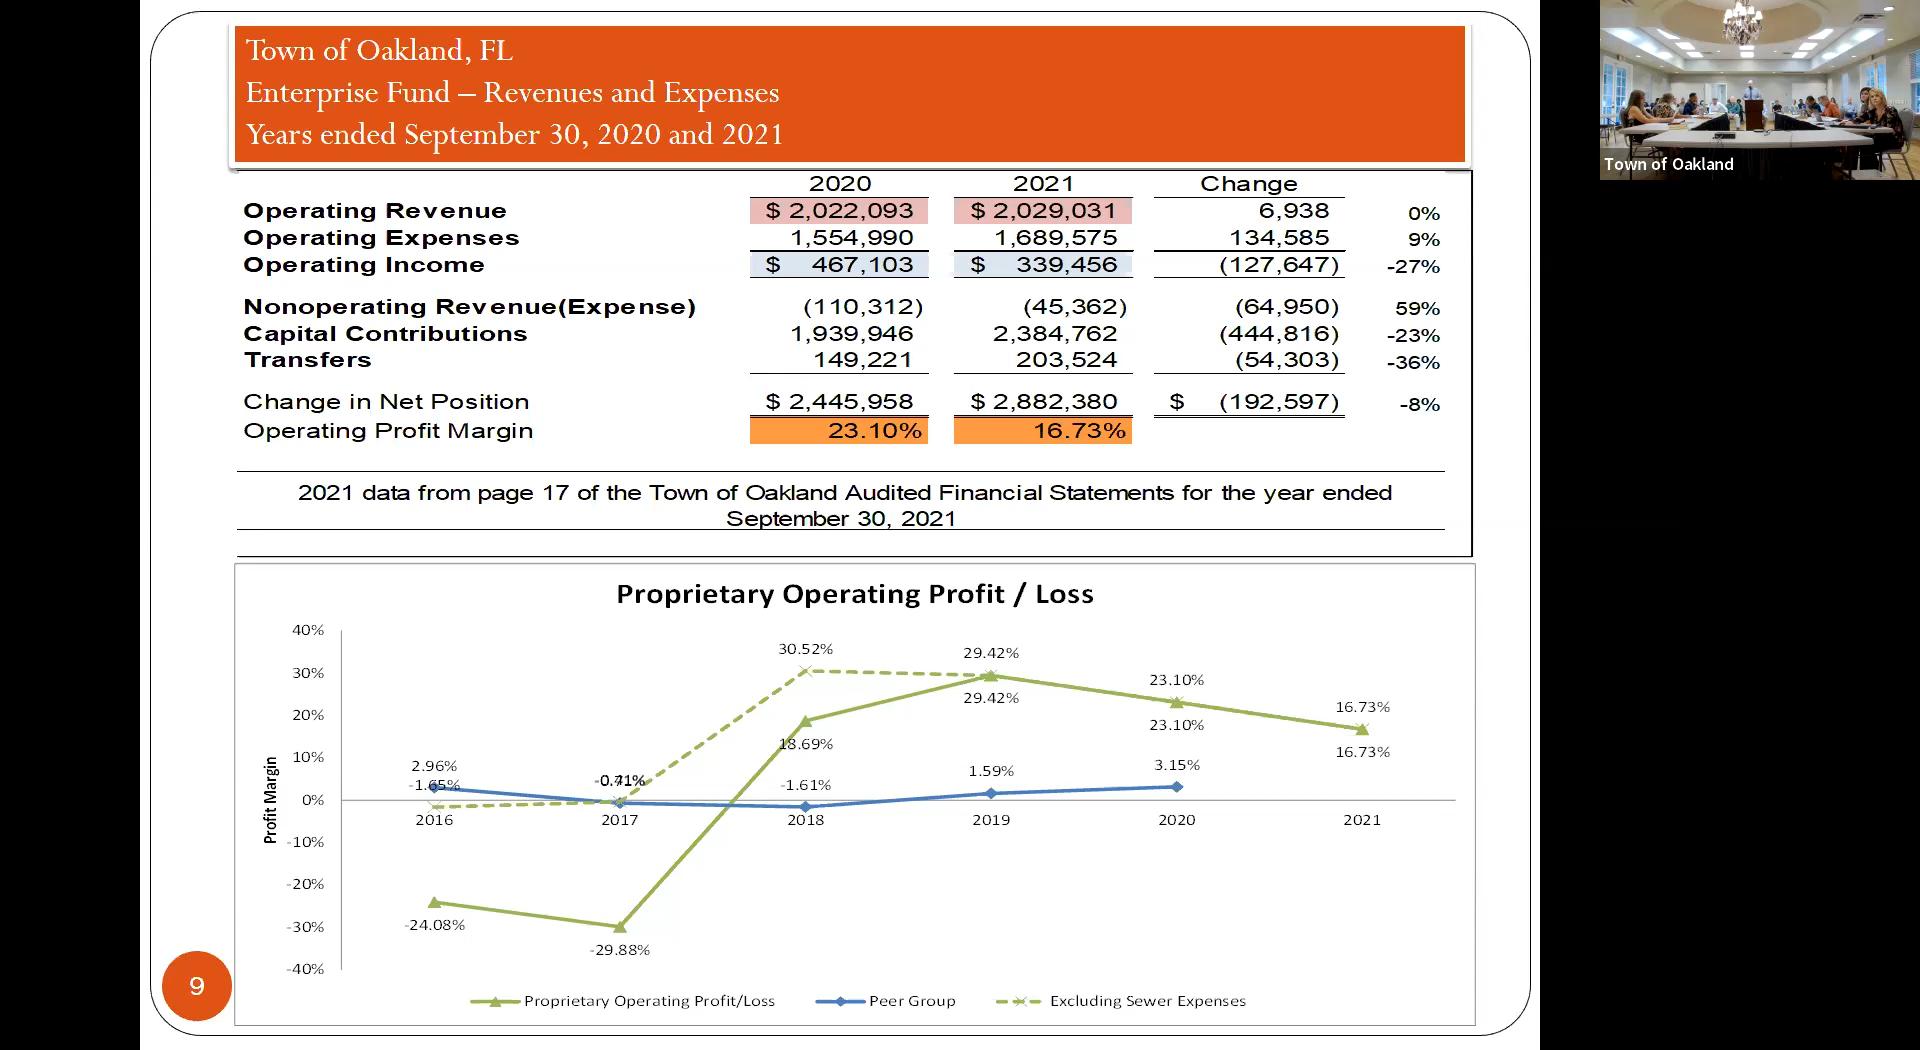 Town of Oakland, FL
Enterprise Fund – Revenues and Expenses
Years ended September 30, 2020 and 2021
Town of Oakland
2020 2021 Change
Operating Revenue $ 2,022,093 $ 2,029,031 6,938 0%
Operating Expenses 1,554,990 1,689,575 134,585 9%
Operating Income $ 467,103 $ 339,456 (127,647) -27%
Nonoperating Revenue(Expense) (110,312) (45,362) (64,950) 59%
Capital Contributions 1,939,946 2,384,762 (444,816) -23%
Transfers 149,221 203,524 (54,303) -36%
Change in Net Position $ 2,445,958 $ 2,882,380 $ (192,597) -8%
Operating Profit Margin 23.10% 16.73%
2021 data from page 17 of the Town of Oakland Audited Financial Statements for the year ended
September 30, 2021
Proprietary Operating Profit / Loss
Profit Margin
40%
30%
20%
10%
0%
-10%
-20%
-30%
-40%
30.52%
29.42%
29.42%
23.10%
23.10%
16.73%
16.73%
18.69%
2.96%
-1.65%
-1.61%
1.59%
3.15%
2016 2017 2018 2019 2020 2021
-24.08%
-29.88%
Proprietary Operating Profit/Loss Peer Group Excluding Sewer Expenses
9